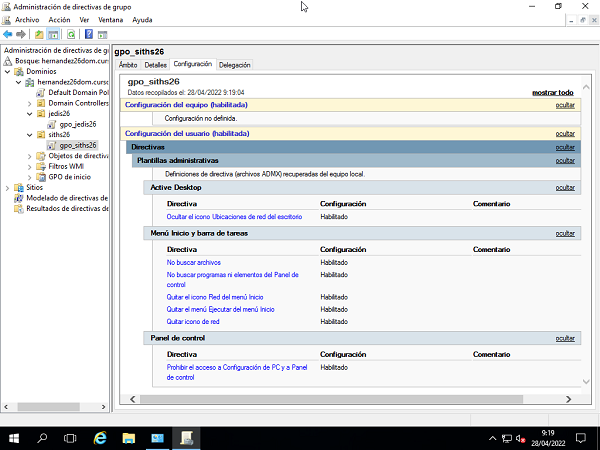 Administración de directivas de grupo
Archivo Acción Ver Ventana Ayuda
Administración de directivas de gr
Bosque: hernandez26dom.curso
Dominios
hernandez26dom.curso
Default Domain Pol
Domain Controllers
jedis26
gpo_jedis26
siths26
gpo_siths26
Objetos de directiva
Filtros WMI
GPO de inicio
Sitios
Modelado de directivas de
Resultados de directivas de
gpo_siths26
Ámbito Detalles Configuración Delegación
gpo_siths26
Datos recopilados el: 28/04/2022 9:19:04 mostrar todo
Configuración del equipo (habilitada) ocultar
Configuración no definida.
Configuración del usuario (habilitada) ocultar
Directivas ocultar
Plantillas administrativas ocultar
Definiciones de directiva (archivos ADMX) recuperadas del equipo local.
Active Desktop ocultar
Directiva Configuración Comentario
Ocultar el icono Ubicaciones de red del escritorio Habilitado
Menú Inicio y barra de tareas ocultar
Directiva Configuración Comentario
No buscar archivos Habilitado
No buscar programas ni elementos del Panel de Habilitado
control
Quitar el icono Red del menú Inicio Habilitado
Quitar el menú Ejecutar del menú Inicio Habilitado
Quitar icono de red Habilitado
Panel de control ocultar
Directiva Configuración Comentario
Prohibir el acceso a Configuración de PC y a Panel Habilitado
de control
9:19
28/04/2022